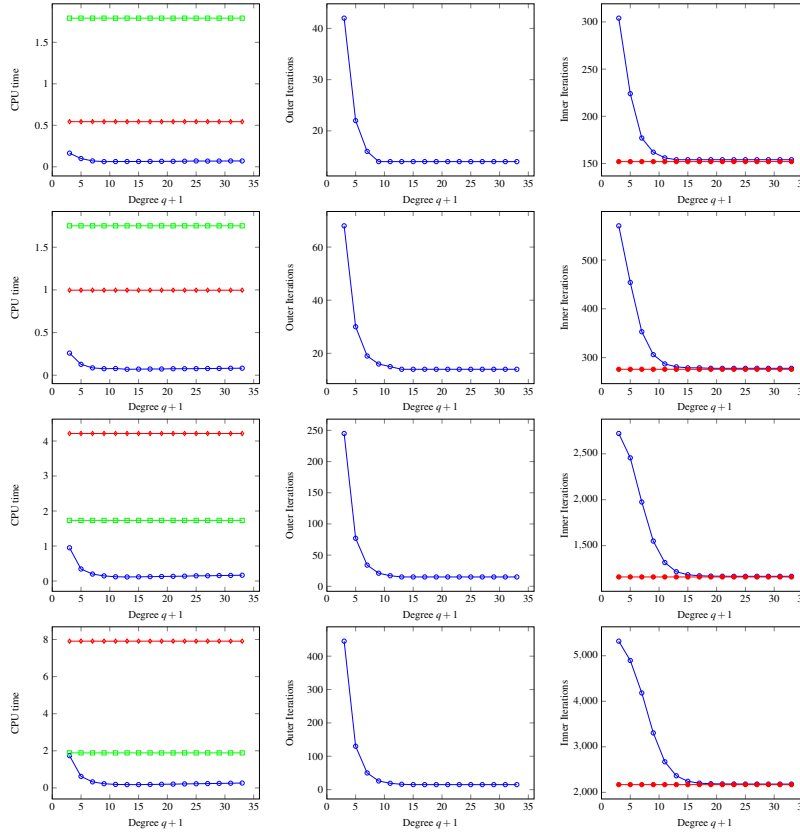 CPU time
1.5
1
0.5
0
0 5 10 15 20 25 30 35
Degree q + 1
Outer Iterations
40
20
0 5 10 15 20 25 30 35
Degree q + 1
Inner Iterations
300
250
200
150
0 5 10 15 20 25 30
Degree q + 1
CPU time
1.5
1
0.5
0
0 5 10 15 20 25 30 35
Degree q + 1
Outer Iterations
60
40
20
0 5 10 15 20 25 30 35
Degree q + 1
Inner Iterations
500
400
300
0 5 10 15 20 25 30
Degree q + 1
CPU time
4
3
2
1
0
0 5 10 15 20 25 30 35
Degree q + 1
Outer Iterations
250
200
150
100
50
0
0 5 10 15 20 25 30 35
Degree q + 1
Inner Iterations
2,500
2,000
1,500
0 5 10 15 20 25 30
Degree q + 1
CPU time
8
6
4
2
0
0 5 10 15 20 25 30 35
Degree q + 1
Outer Iterations
400
300
200
100
0
0 5 10 15 20 25 30 35
Degree q + 1
Inner Iterations
5,000
4,000
3,000
2,000
0 5 10 15 20 25 30
Degree q + 1